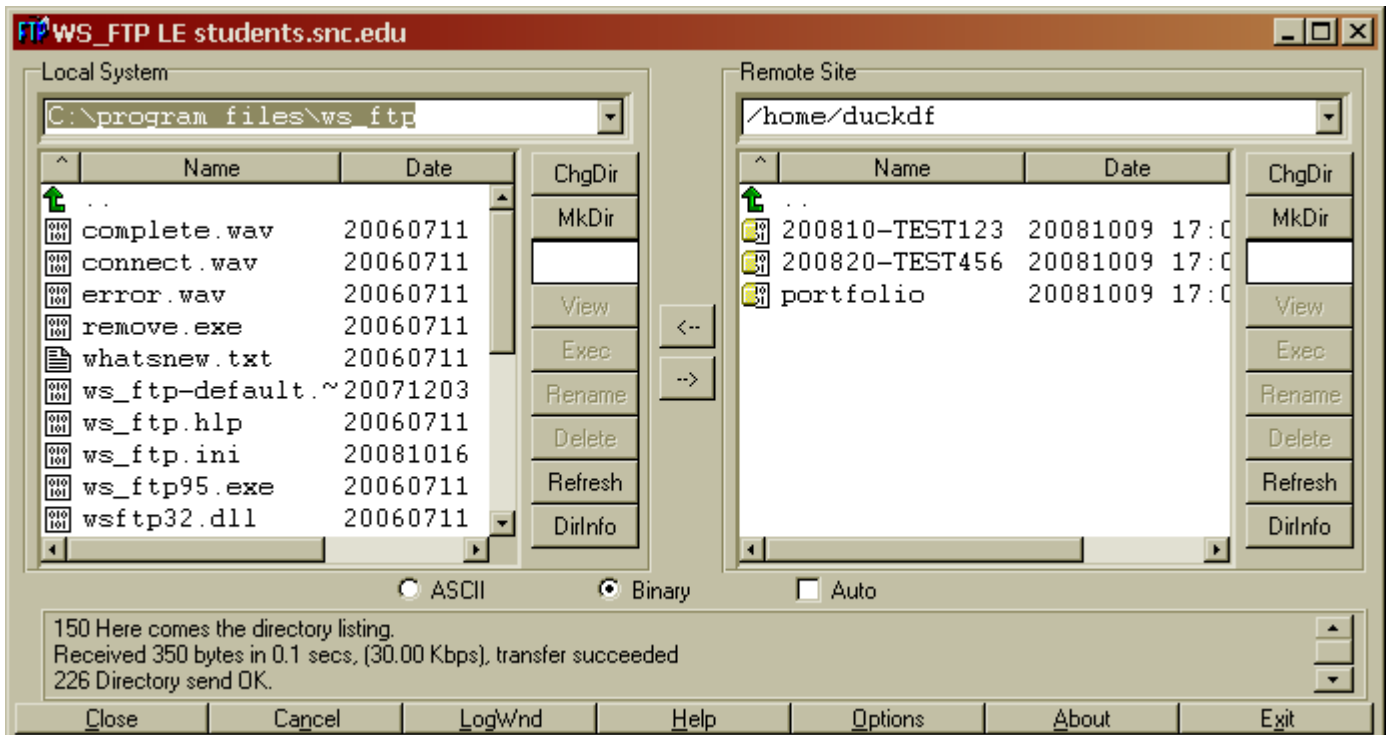 WS_FTP LE students.snc.edu
Local System
C:\program files\ws_ftp
^ Name Date
..
complete.wav 20060711
connect.wav 20060711
error.wav 20060711
remove.exe 20060711
whatsnew.txt 20060711
ws_ftp-default.~ 20071203
ws_ftp.hlp 20060711
ws_ftp.ini 20081016
ws_ftp95.exe 20060711
wsftp32.dll 20060711
ChgDir
MkDir
View
Exec
Rename
Delete
Refresh
DirInfo
<--
-->
Remote Site
/home/duckdf
^ Name Date
..
200810-TEST123 20081009 17:0
200820-TEST456 20081009 17:0
portfolio 20081009 17:0
ChgDir
MkDir
View
Exec
Rename
Delete
Refresh
DirInfo
ASCII Binary Auto
150 Here comes the directory listing.
Received 350 bytes in 0.1 secs, (30.00 Kbps), transfer succeeded
226 Directory send OK.
Close Cancel LogWnd Help Options About Exit